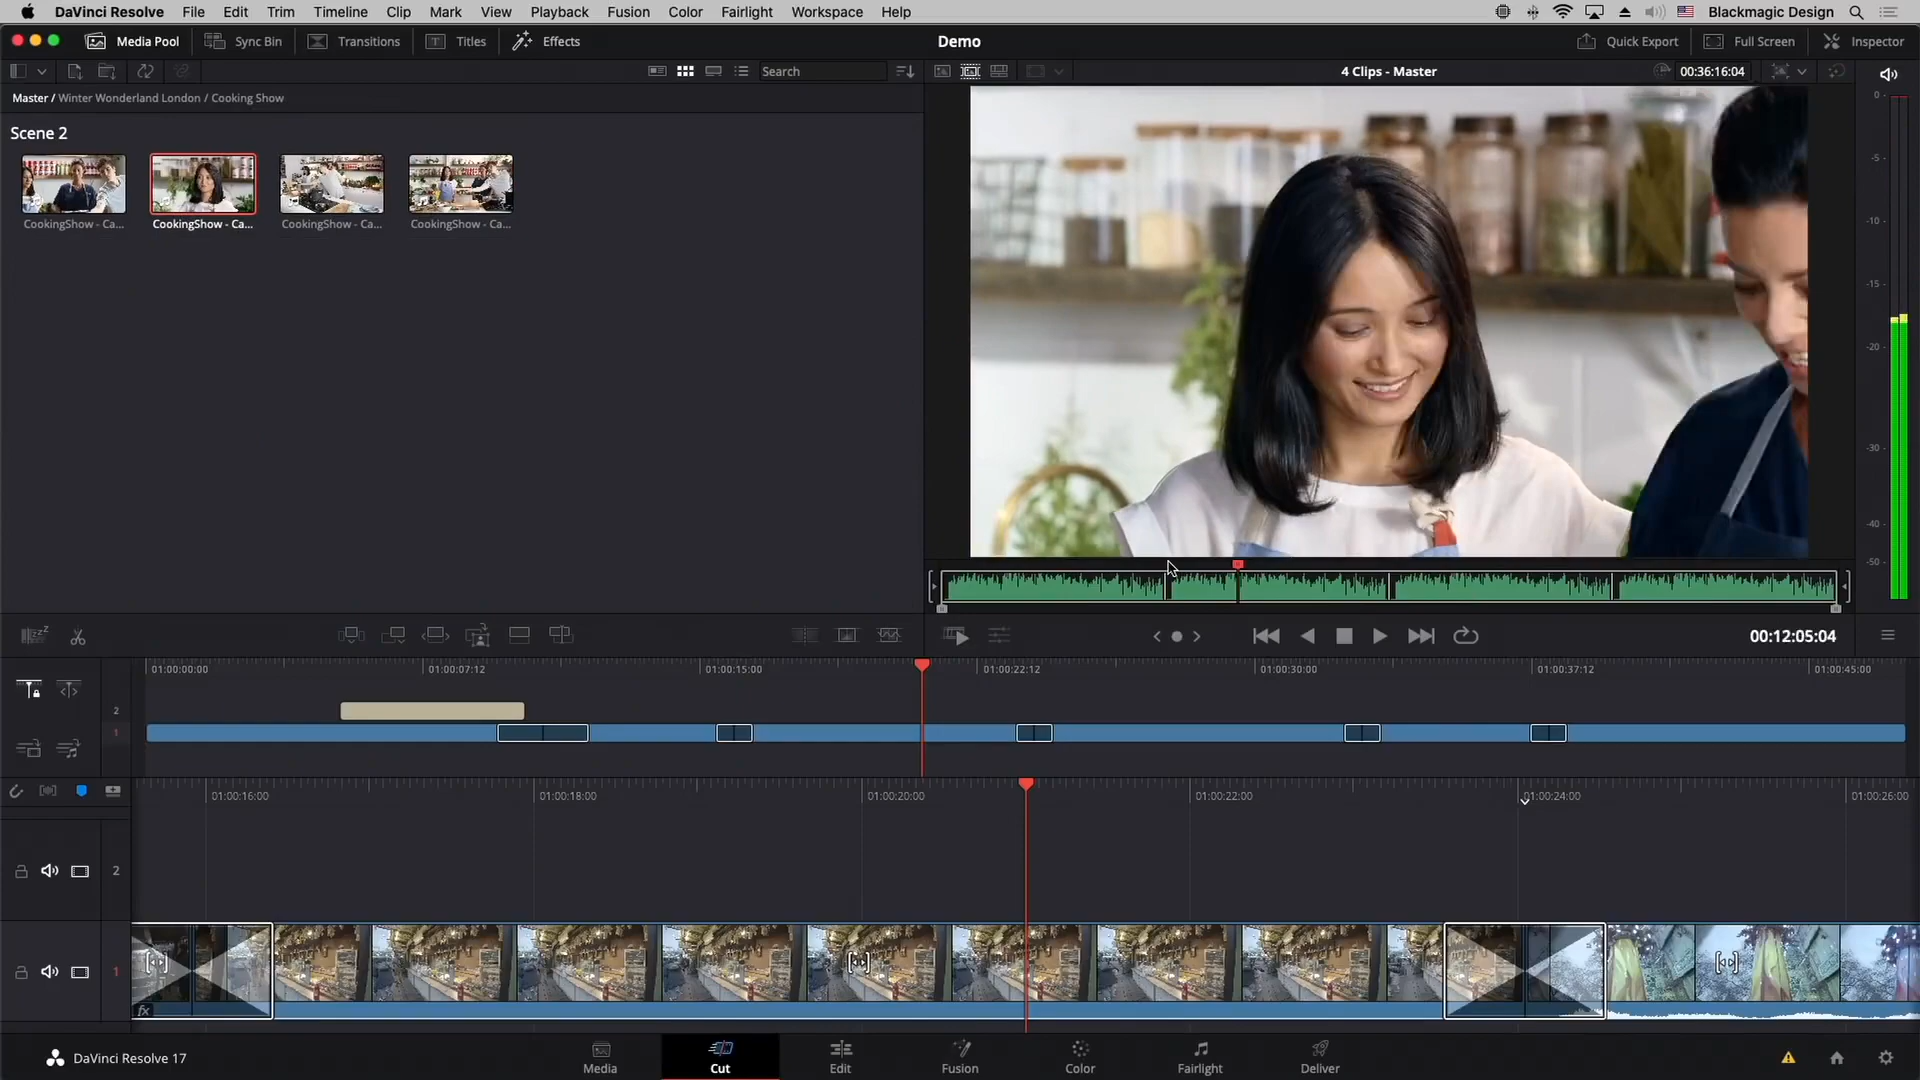 DaVinci Resolve File Edit Trim Timeline Clip Mark View Playback Fusion Color Fairlight Workspace Help Blackmagic Design
Media Pool Sync Bin Transitions Titles Effects Demo Quick Export Full Screen Inspector
Search 4 Clips - Master 00:36:16:04
Master / Winter Wonderland London / Cooking Show
Scene 2
CookingShow - Ca... CookingShow - Ca... CookingShow - Ca... CookingShow - Ca...
0
-5
-10
-15
-20
-30
-40
-50
00:12:05:04
01:00:00:00 01:00:07:12 01:00:15:00 01:00:22:12 01:00:30:00 01:00:37:12 01:00:45:00
2
1
01:00:16:00 01:00:18:00 01:00:20:00 01:00:22:00 01:00:24:00 01:00:26:00
2
1
fx
DaVinci Resolve 17 Media Cut Edit Fusion Color Fairlight Deliver